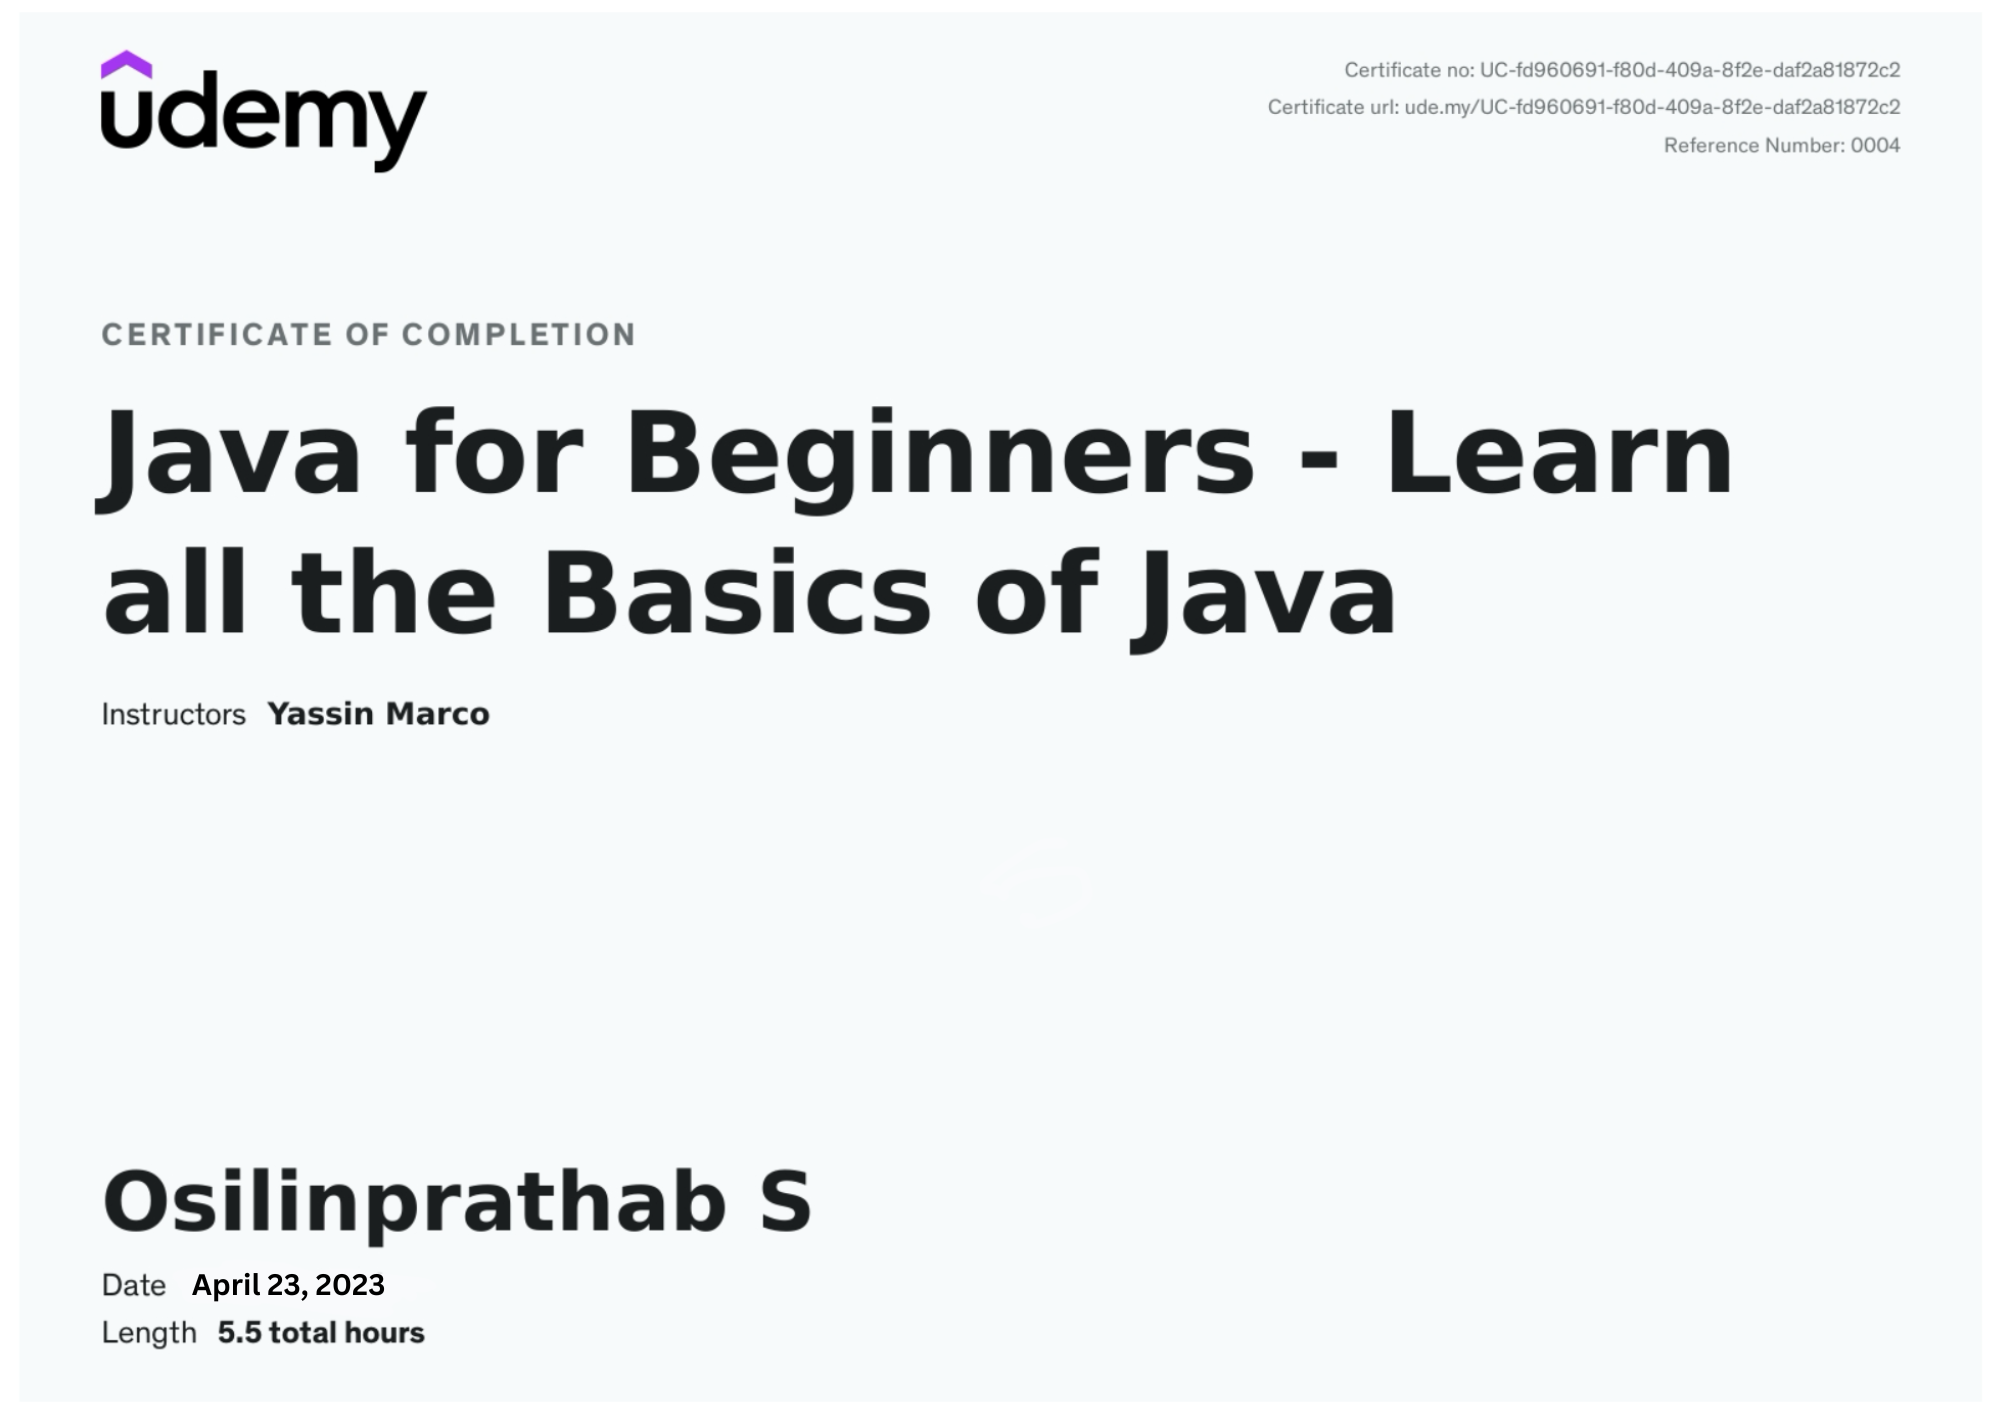 udemy
Certificate no: UC-fd960691-f80d-409a-8f2e-daf2a81872c2
Certificate url: ude.my/UC-fd960691-f80d-409a-8f2e-daf2a81872c2
Reference Number: 0004
CERTIFICATE OF COMPLETION
Java for Beginners - Learn
all the Basics of Java
Instructors Yassin Marco
Osilinprathab S
Date April 23, 2023
Length 5.5 total hours